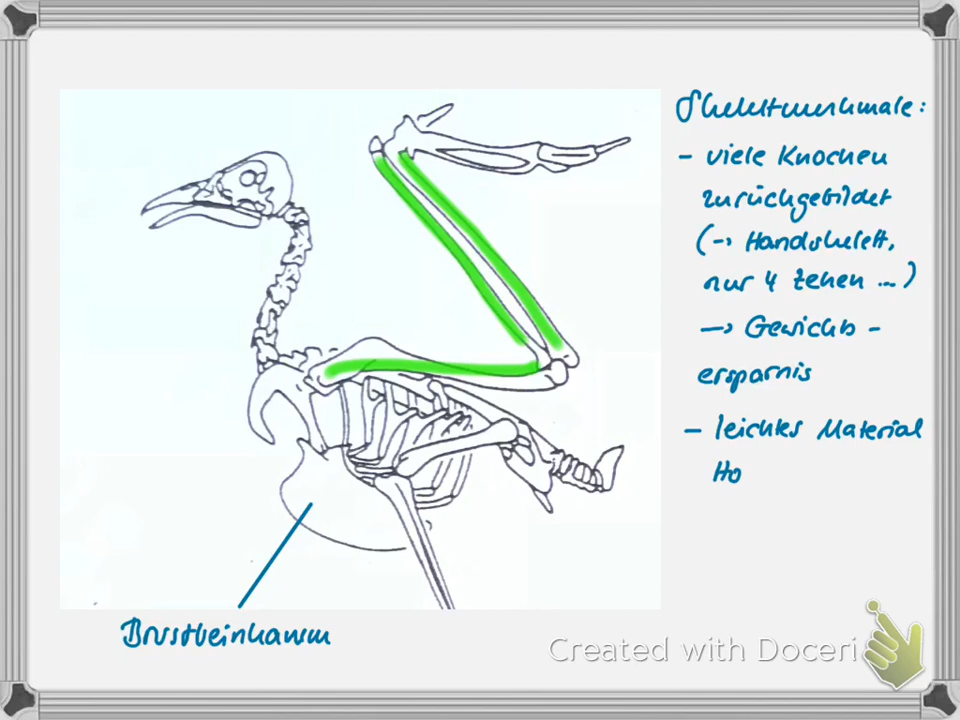 Skelettmerkmale:
- viele Knochen
zurückgebildet
(→ Handskelett,
nur 4 Zehen ...)
→ Gewichts-
ersparnis
- leichtes Material
Ho
Brustbeinkamm
Created with Doceri